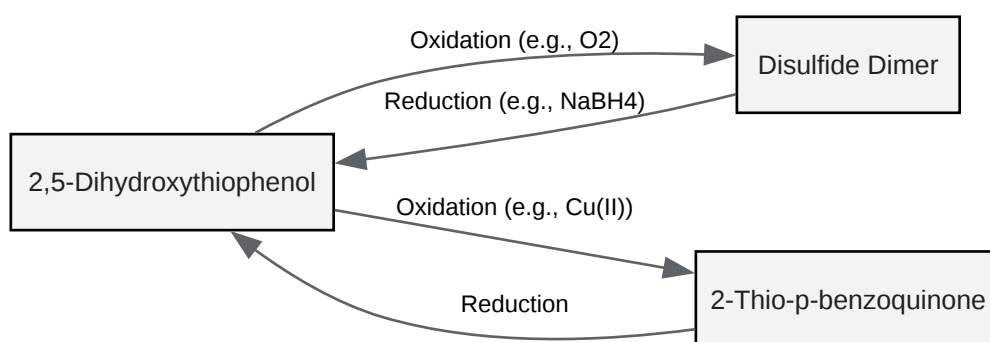 Oxidation (e.g., O2)
Disulfide Dimer
Reduction (e.g., NaBH4)
2,5-Dihydroxythiophenol
Oxidation (e.g., Cu(II))
2-Thio-p-benzoquinone
Reduction